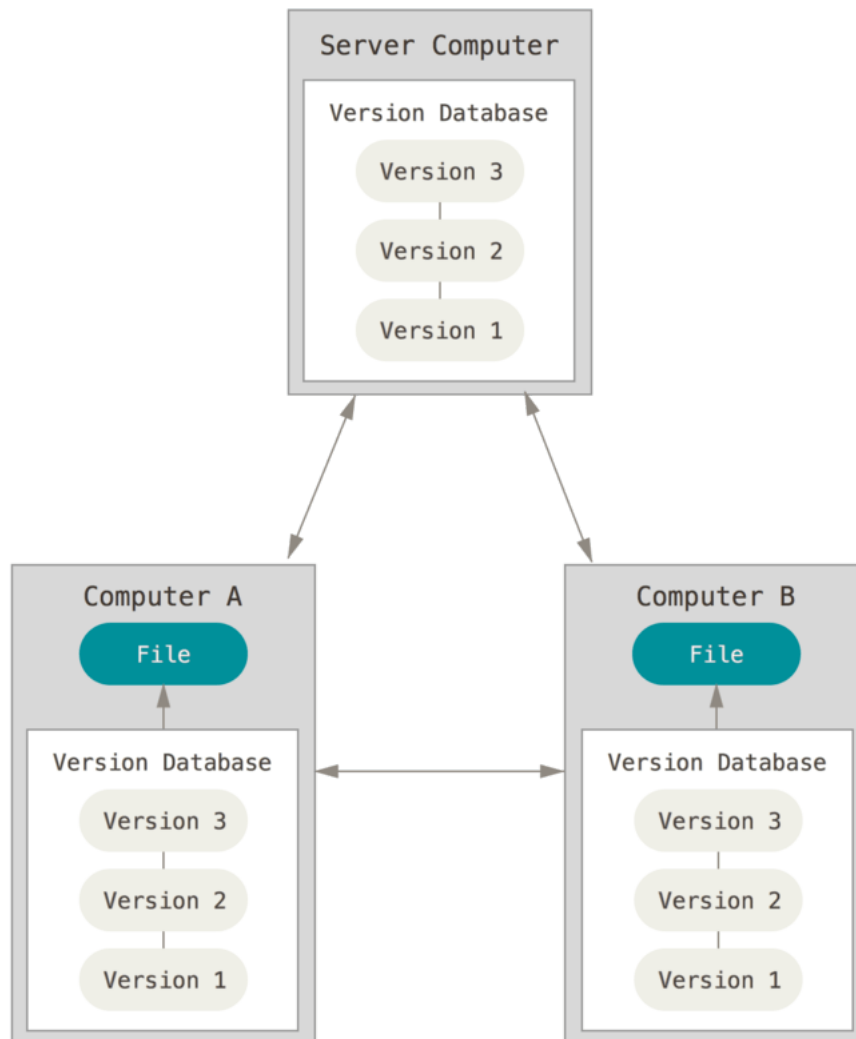 Server Computer
Version Database
Version 3
Version 2
Version 1
Computer A
File
Version Database
Version 3
Version 2
Version 1
Computer B
File
Version Database
Version 3
Version 2
Version 1